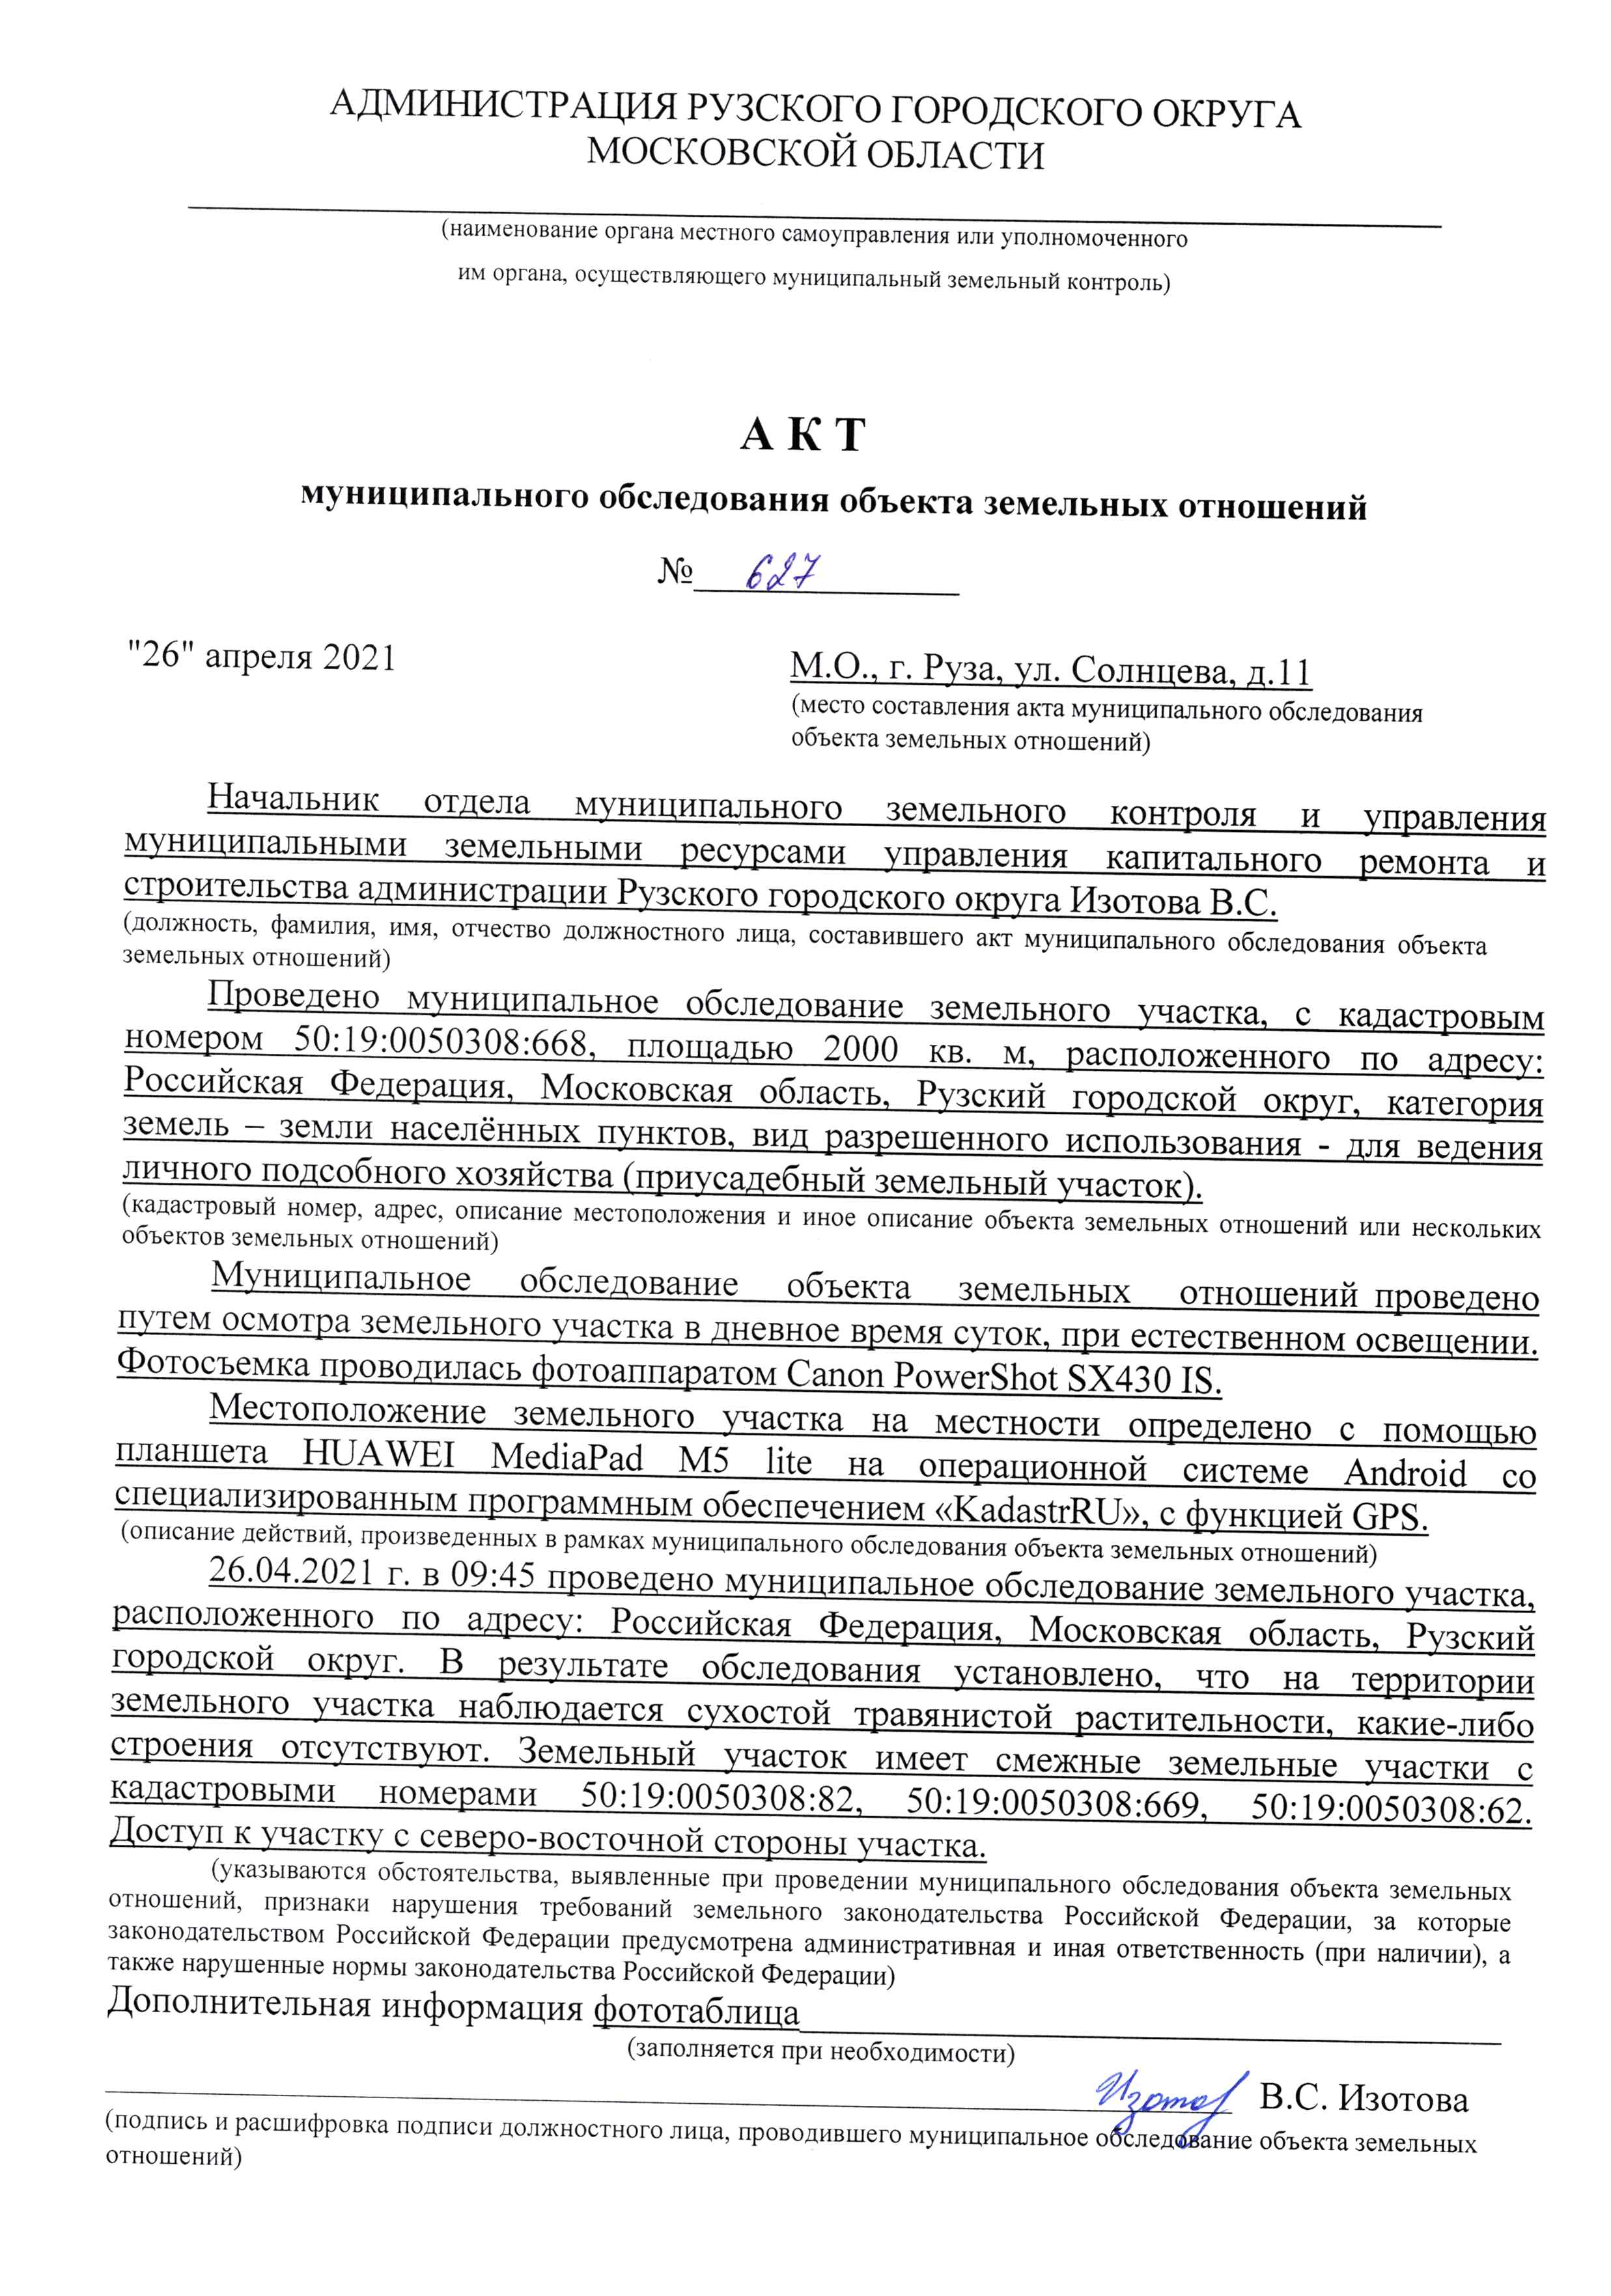 АДМИНИСТРАЦИЯ РУЗСКОГО ГОРОДСКОГО ОКРУГА
МОСКОВСКОЙ ОБЛАСТИ
(наименование органа местного самоуправления или уполномоченного
им органа, осуществляющего муниципальный земельный контроль)
А К Т
муниципального обследования объекта земельных отношений
№ 627
"26" апреля 2021
М.О., г. Руза, ул. Солнцева, д.11
(место составления акта муниципального обследования
объекта земельных отношений)
Начальник отдела муниципального земельного контроля и управления
муниципальными земельными ресурсами управления капитального ремонта и
строительства администрации Рузского городского округа Изотова В.С.
(должность, фамилия, имя, отчество должностного лица, составившего акт муниципального обследования объекта
земельных отношений)
Проведено муниципальное обследование земельного участка, с кадастровым
номером 50:19:0050308:668, площадью 2000 кв. м, расположенного по адресу:
Российская Федерация, Московская область, Рузский городской округ, категория
земель – земли населённых пунктов, вид разрешенного использования - для ведения
личного подсобного хозяйства (приусадебный земельный участок).
(кадастровый номер, адрес, описание местоположения и иное описание объекта земельных отношений или нескольких
объектов земельных отношений)
Муниципальное обследование объекта земельных отношений проведено
путем осмотра земельного участка в дневное время суток, при естественном освещении.
Фотосъемка проводилась фотоаппаратом Canon PowerShot SX430 IS.
Местоположение земельного участка на местности определено с помощью
планшета HUAWEI MediaPad M5 lite на операционной системе Android со
специализированным программным обеспечением «KadastrRU», с функцией GPS.
(описание действий, произведенных в рамках муниципального обследования объекта земельных отношений)
26.04.2021 г. в 09:45 проведено муниципальное обследование земельного участка,
расположенного по адресу: Российская Федерация, Московская область, Рузский
городской округ. В результате обследования установлено, что на территории
земельного участка наблюдается сухостой травянистой растительности, какие-либо
строения отсутствуют. Земельный участок имеет смежные земельные участки с
кадастровыми номерами 50:19:0050308:82, 50:19:0050308:669, 50:19:0050308:62.
Доступ к участку с северо-восточной стороны участка.
(указываются обстоятельства, выявленные при проведении муниципального обследования объекта земельных
отношений, признаки нарушения требований земельного законодательства Российской Федерации, за которые
законодательством Российской Федерации предусмотрена административная и иная ответственность (при наличии), а
также нарушенные нормы законодательства Российской Федерации)
Дополнительная информация фототаблица
(заполняется при необходимости)
Изотов В.С. Изотова
(подпись и расшифровка подписи должностного лица, проводившего муниципальное обследование объекта земельных
отношений)